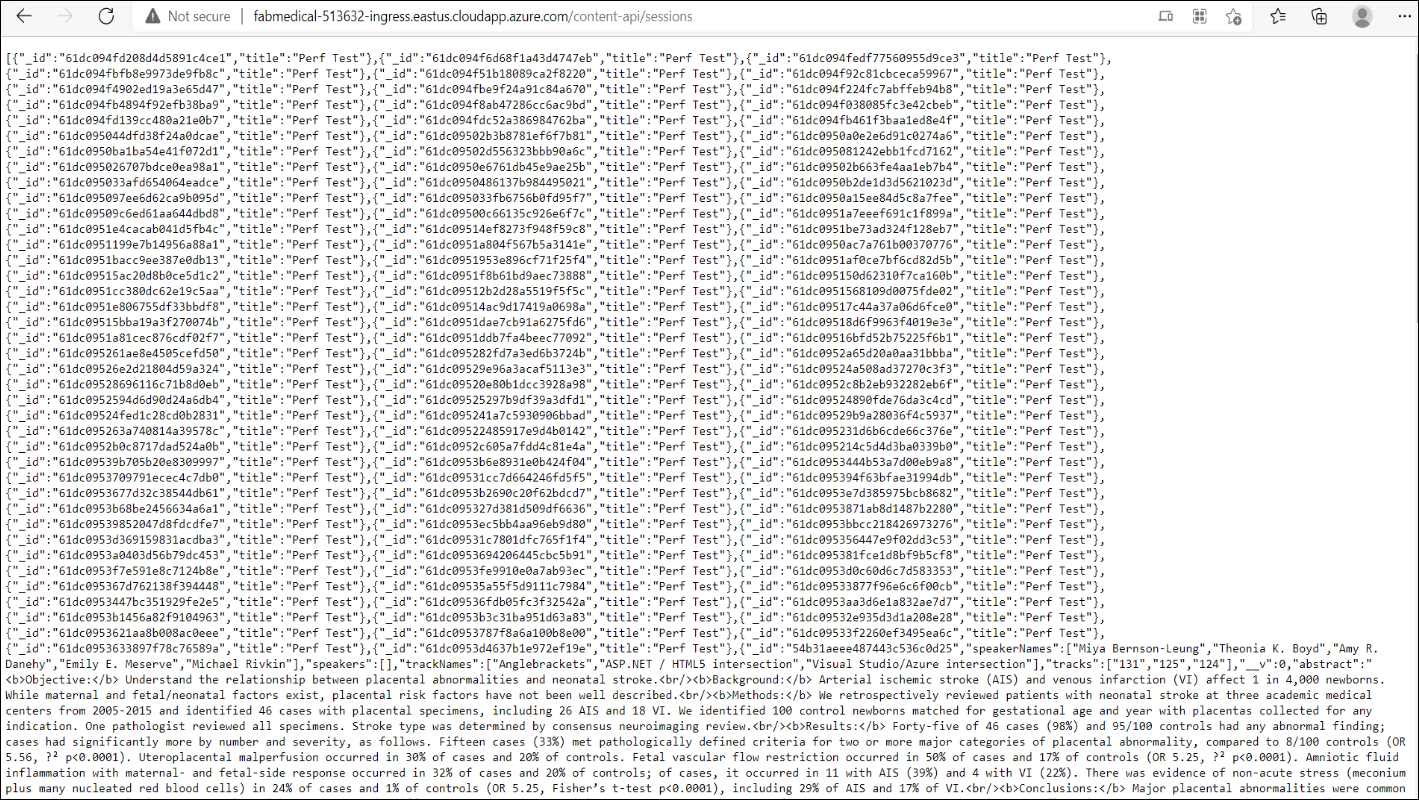 Not secure | fabmedical-513632-ingress.eastus.cloudapp.azure.com/content-api/sessions
[{"_id":"61dc094fd208d4d5891c4ce1","title":"Perf Test"},{"_id":"61dc094f6d68f1a43d4747eb","title":"Perf Test"},{"_id":"61dc094fedf77560955d9ce3","title":"Perf Test"},
{"_id":"61dc094fbfb8e9973de9fb8c","title":"Perf Test"},{"_id":"61dc094f51b18089ca2f8220","title":"Perf Test"},{"_id":"61dc094f92c81cbceca59967","title":"Perf Test"},
{"_id":"61dc094f4902ed19a3e65d47","title":"Perf Test"},{"_id":"61dc094fbe9f24a91c84a670","title":"Perf Test"},{"_id":"61dc094f224fc7abffeb94b8","title":"Perf Test"},
{"_id":"61dc094fb4894f92efb38ba9","title":"Perf Test"},{"_id":"61dc094f8ab47286cc6ac9bd","title":"Perf Test"},{"_id":"61dc094f038085fc3e42cbeb","title":"Perf Test"},
{"_id":"61dc094fd139cc480a21e0b7","title":"Perf Test"},{"_id":"61dc094fdc52a386984762ba","title":"Perf Test"},{"_id":"61dc094fb461f3baa1ed8e4f","title":"Perf Test"},
{"_id":"61dc095044dfd38f24a0dcae","title":"Perf Test"},{"_id":"61dc09502b3b8781ef6f7b81","title":"Perf Test"},{"_id":"61dc0950a0e2e6d91c0274a6","title":"Perf Test"},
{"_id":"61dc0950ba1ba54e41f072d1","title":"Perf Test"},{"_id":"61dc09502d556323bbb90a6c","title":"Perf Test"},{"_id":"61dc095081242ebb1fcd7162","title":"Perf Test"},
{"_id":"61dc095026707bdce0ea98a1","title":"Perf Test"},{"_id":"61dc0950e6761db45e9ae25b","title":"Perf Test"},{"_id":"61dc09502b663fe4aa1eb7b4","title":"Perf Test"},
{"_id":"61dc095033afd654064eadce","title":"Perf Test"},{"_id":"61dc0950486137b984495021","title":"Perf Test"},{"_id":"61dc0950b2de1d3d5621023d","title":"Perf Test"},
{"_id":"61dc095097ee6d62ca9b095d","title":"Perf Test"},{"_id":"61dc095033fb6756b0fd95f7","title":"Perf Test"},{"_id":"61dc0950a15ee84d5c8a7fee","title":"Perf Test"},
{"_id":"61dc09509c6ed61aa644dbd8","title":"Perf Test"},{"_id":"61dc09500c66135c926e6f7c","title":"Perf Test"},{"_id":"61dc0951a7eeef691c1f899a","title":"Perf Test"},
{"_id":"61dc0951e4cacab041d5fb4c","title":"Perf Test"},{"_id":"61dc09514ef8273f948f59c8","title":"Perf Test"},{"_id":"61dc0951be73ad324f128eb7","title":"Perf Test"},
{"_id":"61dc0951199e7b14956a88a1","title":"Perf Test"},{"_id":"61dc0951a804f567b5a3141e","title":"Perf Test"},{"_id":"61dc0950ac7a761b00370776","title":"Perf Test"},
{"_id":"61dc0951bacc9ee387e0db13","title":"Perf Test"},{"_id":"61dc0951953e896cf71f25f4","title":"Perf Test"},{"_id":"61dc0951af0ce7bf6cd82d5b","title":"Perf Test"},
{"_id":"61dc09515ac20d8b0ce5d1c2","title":"Perf Test"},{"_id":"61dc0951f8b61bd9aec73888","title":"Perf Test"},{"_id":"61dc095150d62310f7ca160b","title":"Perf Test"},
{"_id":"61dc0951cc380dc62e19c5aa","title":"Perf Test"},{"_id":"61dc09512b2d28a5519f5f5c","title":"Perf Test"},{"_id":"61dc0951568109d0075fde02","title":"Perf Test"},
{"_id":"61dc0951e806755df33bbdf8","title":"Perf Test"},{"_id":"61dc09514ac9d17419a0698a","title":"Perf Test"},{"_id":"61dc09517c44a37a06d6fce0","title":"Perf Test"},
{"_id":"61dc09515bba19a3f270074b","title":"Perf Test"},{"_id":"61dc0951dae7cb91a6275fd6","title":"Perf Test"},{"_id":"61dc09518d6f9963f4019e3e","title":"Perf Test"},
{"_id":"61dc0951a81cec876cdf02f7","title":"Perf Test"},{"_id":"61dc0951ddb7fa4beec77092","title":"Perf Test"},{"_id":"61dc09516bfd52b75225f6b1","title":"Perf Test"},
{"_id":"61dc095261ae8e4505cefd50","title":"Perf Test"},{"_id":"61dc095282fd7a3ed6b3724b","title":"Perf Test"},{"_id":"61dc0952a65d20a0aa31bbba","title":"Perf Test"},
{"_id":"61dc09526e2d21804d59a324","title":"Perf Test"},{"_id":"61dc09529e96a3acaf5113e3","title":"Perf Test"},{"_id":"61dc09524a508ad37270c3f3","title":"Perf Test"},
{"_id":"61dc09528696116c71b8d0eb","title":"Perf Test"},{"_id":"61dc09520e80b1dcc3928a98","title":"Perf Test"},{"_id":"61dc0952c8b2eb932282eb6f","title":"Perf Test"},
{"_id":"61dc0952594d6d90d24a6db4","title":"Perf Test"},{"_id":"61dc09525297b9df39a3dfd1","title":"Perf Test"},{"_id":"61dc09524890fde76da3c4cd","title":"Perf Test"},
{"_id":"61dc09524fed1c28cd0b2831","title":"Perf Test"},{"_id":"61dc095241a7c5930906bbad","title":"Perf Test"},{"_id":"61dc09529b9a28036f4c5937","title":"Perf Test"},
{"_id":"61dc095263a740814a39578c","title":"Perf Test"},{"_id":"61dc09522485917e9d4b0142","title":"Perf Test"},{"_id":"61dc095231d6b6cde66c376e","title":"Perf Test"},
{"_id":"61dc0952b0c8717dad524a0b","title":"Perf Test"},{"_id":"61dc0952c605a7fdd4c81e4a","title":"Perf Test"},{"_id":"61dc095214c5d4d3ba0339b0","title":"Perf Test"},
{"_id":"61dc09539b705b20e8309997","title":"Perf Test"},{"_id":"61dc0953b6e8931e0b424f04","title":"Perf Test"},{"_id":"61dc0953444b53a7d00eb9a8","title":"Perf Test"},
{"_id":"61dc0953709791ecec4c7db0","title":"Perf Test"},{"_id":"61dc09531cc7d664246fd5f5","title":"Perf Test"},{"_id":"61dc095394f63bfae31994db","title":"Perf Test"},
{"_id":"61dc0953677d32c38544db61","title":"Perf Test"},{"_id":"61dc0953b2690c20f62bdcd7","title":"Perf Test"},{"_id":"61dc0953e7d385975bcb8682","title":"Perf Test"},
{"_id":"61dc0953b68be2456634a6a1","title":"Perf Test"},{"_id":"61dc095327d381d509df6636","title":"Perf Test"},{"_id":"61dc0953871ab8d1487b2280","title":"Perf Test"},
{"_id":"61dc09539852047d8fdcdfe7","title":"Perf Test"},{"_id":"61dc0953ec5bb4aa96eb9d80","title":"Perf Test"},{"_id":"61dc0953bbcc218426973276","title":"Perf Test"},
{"_id":"61dc0953d369159831acdba3","title":"Perf Test"},{"_id":"61dc09531c7801dfc765f1f4","title":"Perf Test"},{"_id":"61dc095356447e9f02dd3c53","title":"Perf Test"},
{"_id":"61dc0953a0403d56b79dc453","title":"Perf Test"},{"_id":"61dc0953694206445cbc5b91","title":"Perf Test"},{"_id":"61dc095381fce1d8bf9b5cf8","title":"Perf Test"},
{"_id":"61dc0953f7e591e8c7124b8e","title":"Perf Test"},{"_id":"61dc0953fe9910e0a7ab93ec","title":"Perf Test"},{"_id":"61dc0953d0c60d6c7d583353","title":"Perf Test"},
{"_id":"61dc095367d762138f394448","title":"Perf Test"},{"_id":"61dc09535a55f5d9111c7984","title":"Perf Test"},{"_id":"61dc09533877f96e6c6f00cb","title":"Perf Test"},
{"_id":"61dc0953447bc351929fe2e5","title":"Perf Test"},{"_id":"61dc09536fdb05fc3f32542a","title":"Perf Test"},{"_id":"61dc0953aa3d6e1a832ae7d7","title":"Perf Test"},
{"_id":"61dc0953b1456a82f9104963","title":"Perf Test"},{"_id":"61dc0953b3c31ba951d63a83","title":"Perf Test"},{"_id":"61dc09532e935d3d1a208e28","title":"Perf Test"},
{"_id":"61dc0953621aa8b008ac0eee","title":"Perf Test"},{"_id":"61dc0953787f8a6a100b8e00","title":"Perf Test"},{"_id":"61dc09533f2260ef3495ea6c","title":"Perf Test"},
{"_id":"61dc09533633897f78c76589a","title":"Perf Test"},{"_id":"61dc0953d4637b1e972ef19e","title":"Perf Test"},{"_id":"54b31aeee487443c536c0d25","speakerNames":["Miya Bernson-Leung","Theonia K. Boyd","Amy R.
Danehy","Emily E. Meserve","Michael Rivkin"],"speakers":[],"trackNames":["Anglebrackets","ASP.NET / HTML5 intersection","Visual Studio/Azure intersection"],"tracks":["131","125","124"],"__v":0,"abstract":"
<b>Objective:</b> Understand the relationship between placental abnormalities and neonatal stroke.<br/><b>Background:</b> Arterial ischemic stroke (AIS) and venous infarction (VI) affect 1 in 4,000 newborns.
While maternal and fetal/neonatal factors exist, placental risk factors have not been well described.<b>Methods:</b> We retrospectively reviewed patients with neonatal stroke at three academic medical
centers from 2005-2015 and identified 46 cases with placental specimens, including 26 AIS and 18 VI. We identified 100 control newborns matched for gestational age and year with placentas collected for any
indication. One pathologist reviewed all specimens. Stroke type was determined by consensus neuroimaging review.<br/><b>Results:</b> Forty-five of 46 cases (98%) and 95/100 controls had any abnormal finding;
cases had significantly more by number and severity, as follows. Fifteen cases (33%) met pathologically defined criteria for two or more major categories of placental abnormality, compared to 8/100 controls (OR
5.56, ?² p<0.0001). Uteroplacental malperfusion occurred in 30% of cases and 20% of controls. Fetal vascular flow restriction occurred in 50% of cases and 17% of controls (OR 5.25, ?² p<0.0001). Amniotic fluid
inflammation with maternal- and fetal-side response occurred in 32% of cases and 20% of controls; of cases, it occurred in 11 with AIS (39%) and 4 with VI (22%). There was evidence of non-acute stress (meconium
plus many nucleated red blood cells) in 24% of cases and 1% of controls (OR 5.25, Fisher’s t-test p<0.0001), including 29% of AIS and 17% of VI.<br/><b>Conclusions:</b> Major placental abnormalities were common